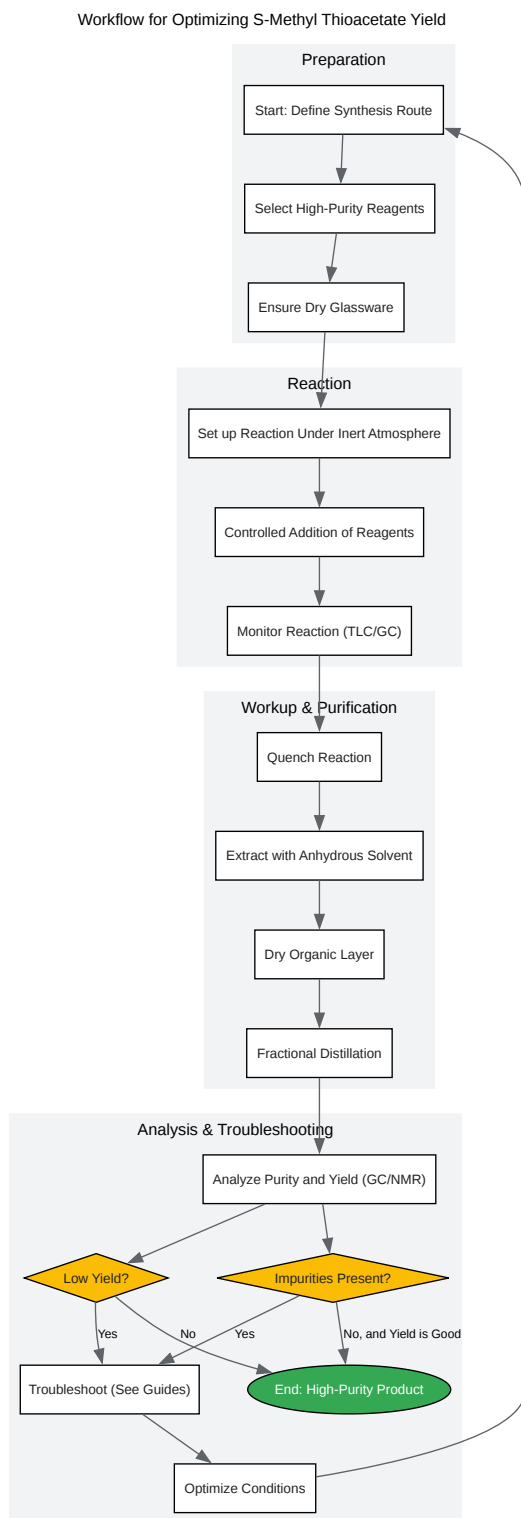 Workflow for Optimizing S-Methyl Thioacetate Yield
Preparation
Start: Define Synthesis Route
Select High-Purity Reagents
Ensure Dry Glassware
Reaction
Set up Reaction Under Inert Atmosphere
Controlled Addition of Reagents
Monitor Reaction (TLC/GC)
Workup & Purification
Quench Reaction
Extract with Anhydrous Solvent
Dry Organic Layer
Fractional Distillation
Analysis & Troubleshooting
Analyze Purity and Yield (GC/NMR)
Low Yield?
Impurities Present?
Yes
No
Yes
No, and Yield is Good
Troubleshoot (See Guides)
End: High-Purity Product
Optimize Conditions